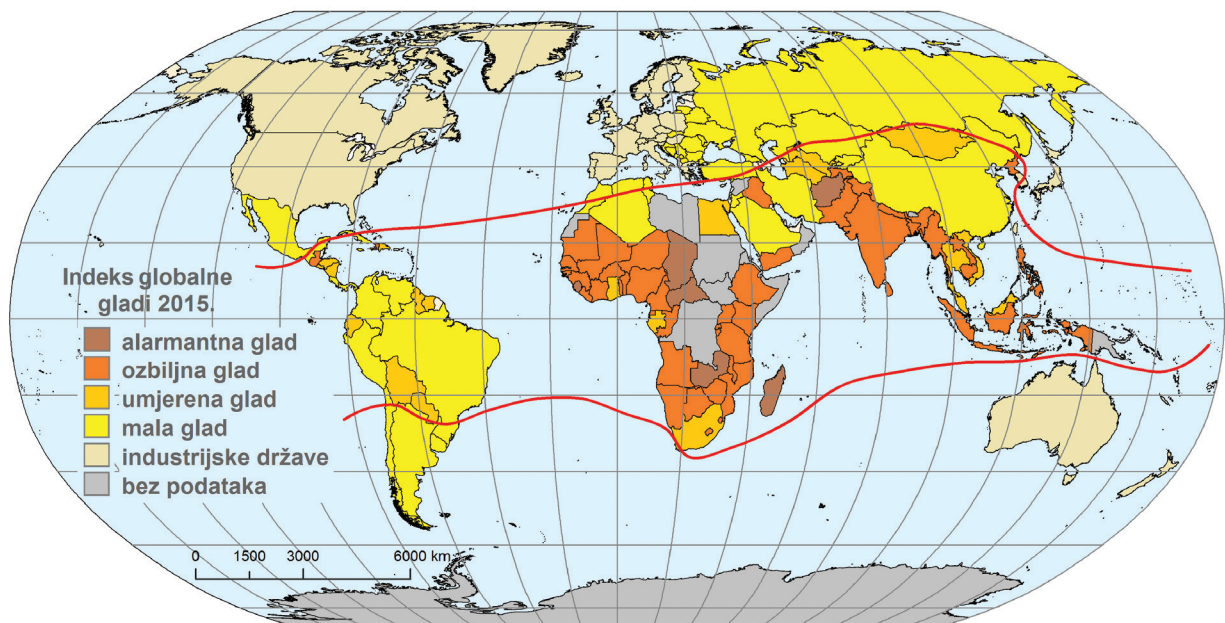 Indeks globalne
gladi 2015.
alarmantna glad
ozbiljna glad
umjerena glad
mala glad
industrijske države
bez podataka
0 1500 3000 6000 km